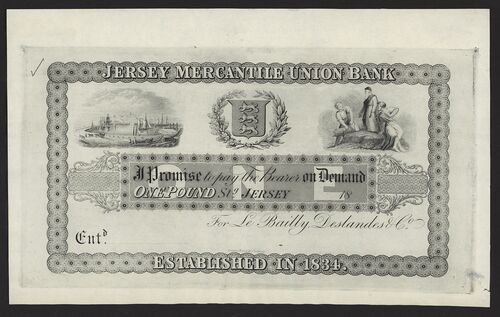 JERSEY MERCANTILE UNION BANK
I Promise to pay the Bearer on Demand
ONE POUND Stg JERSEY 18
For Le Bailly, Deslandes & Co.
Entd.
ESTABLISHED IN 1834.